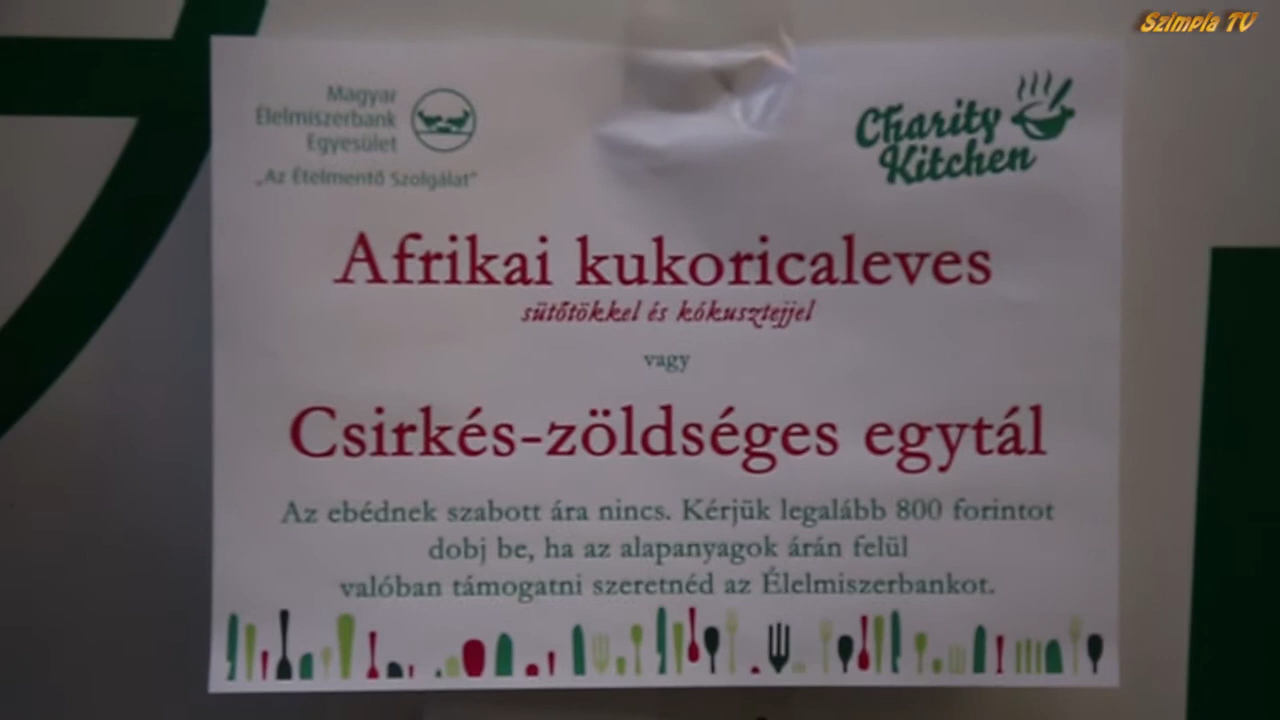 Szimpla TV
Magyar
Élelmiszerbank
Egyesület
„Az Ételmentő Szolgálat"
Charity
Kitchen
Afrikai kukoricaleves
sütőtökkel és kókusztejjel
vagy
Csirkés-zöldséges egytál
Az ebédnek szabott ára nincs. Kérjük legalább 800 forintot
dobj be, ha az alapanyagok árán felül
valóban támogatni szeretnéd az Élelmiszerbankot.